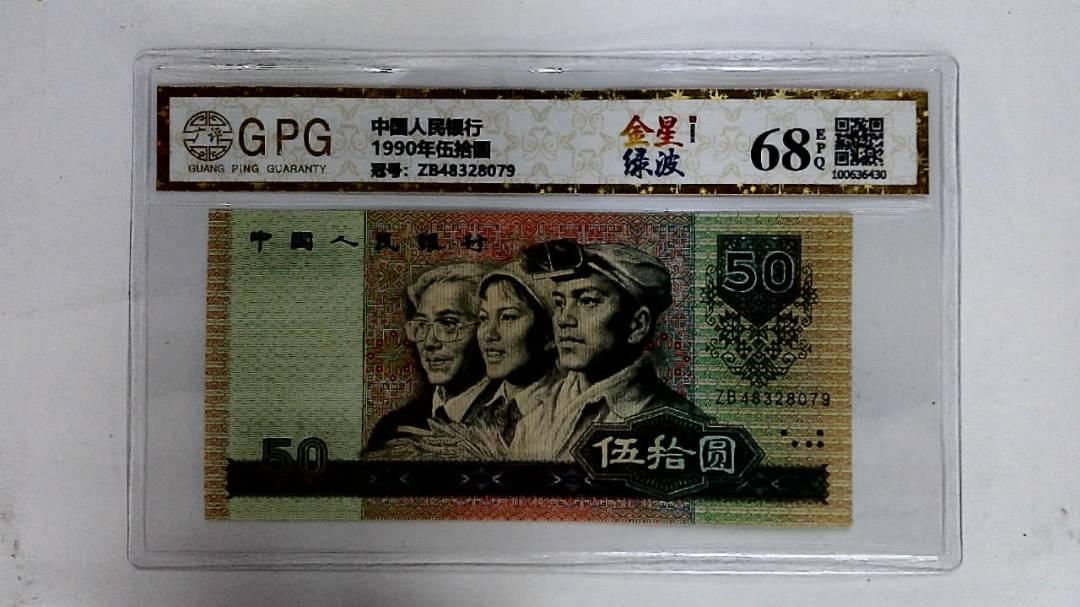 广评
GPG
GUANG PING GUARANTY
中国人民银行
1990年伍拾圆
冠号：ZB48328079
金星
绿波
68
EPQ
100636430
中国人民银行
50
ZB48328079
50
伍拾圆